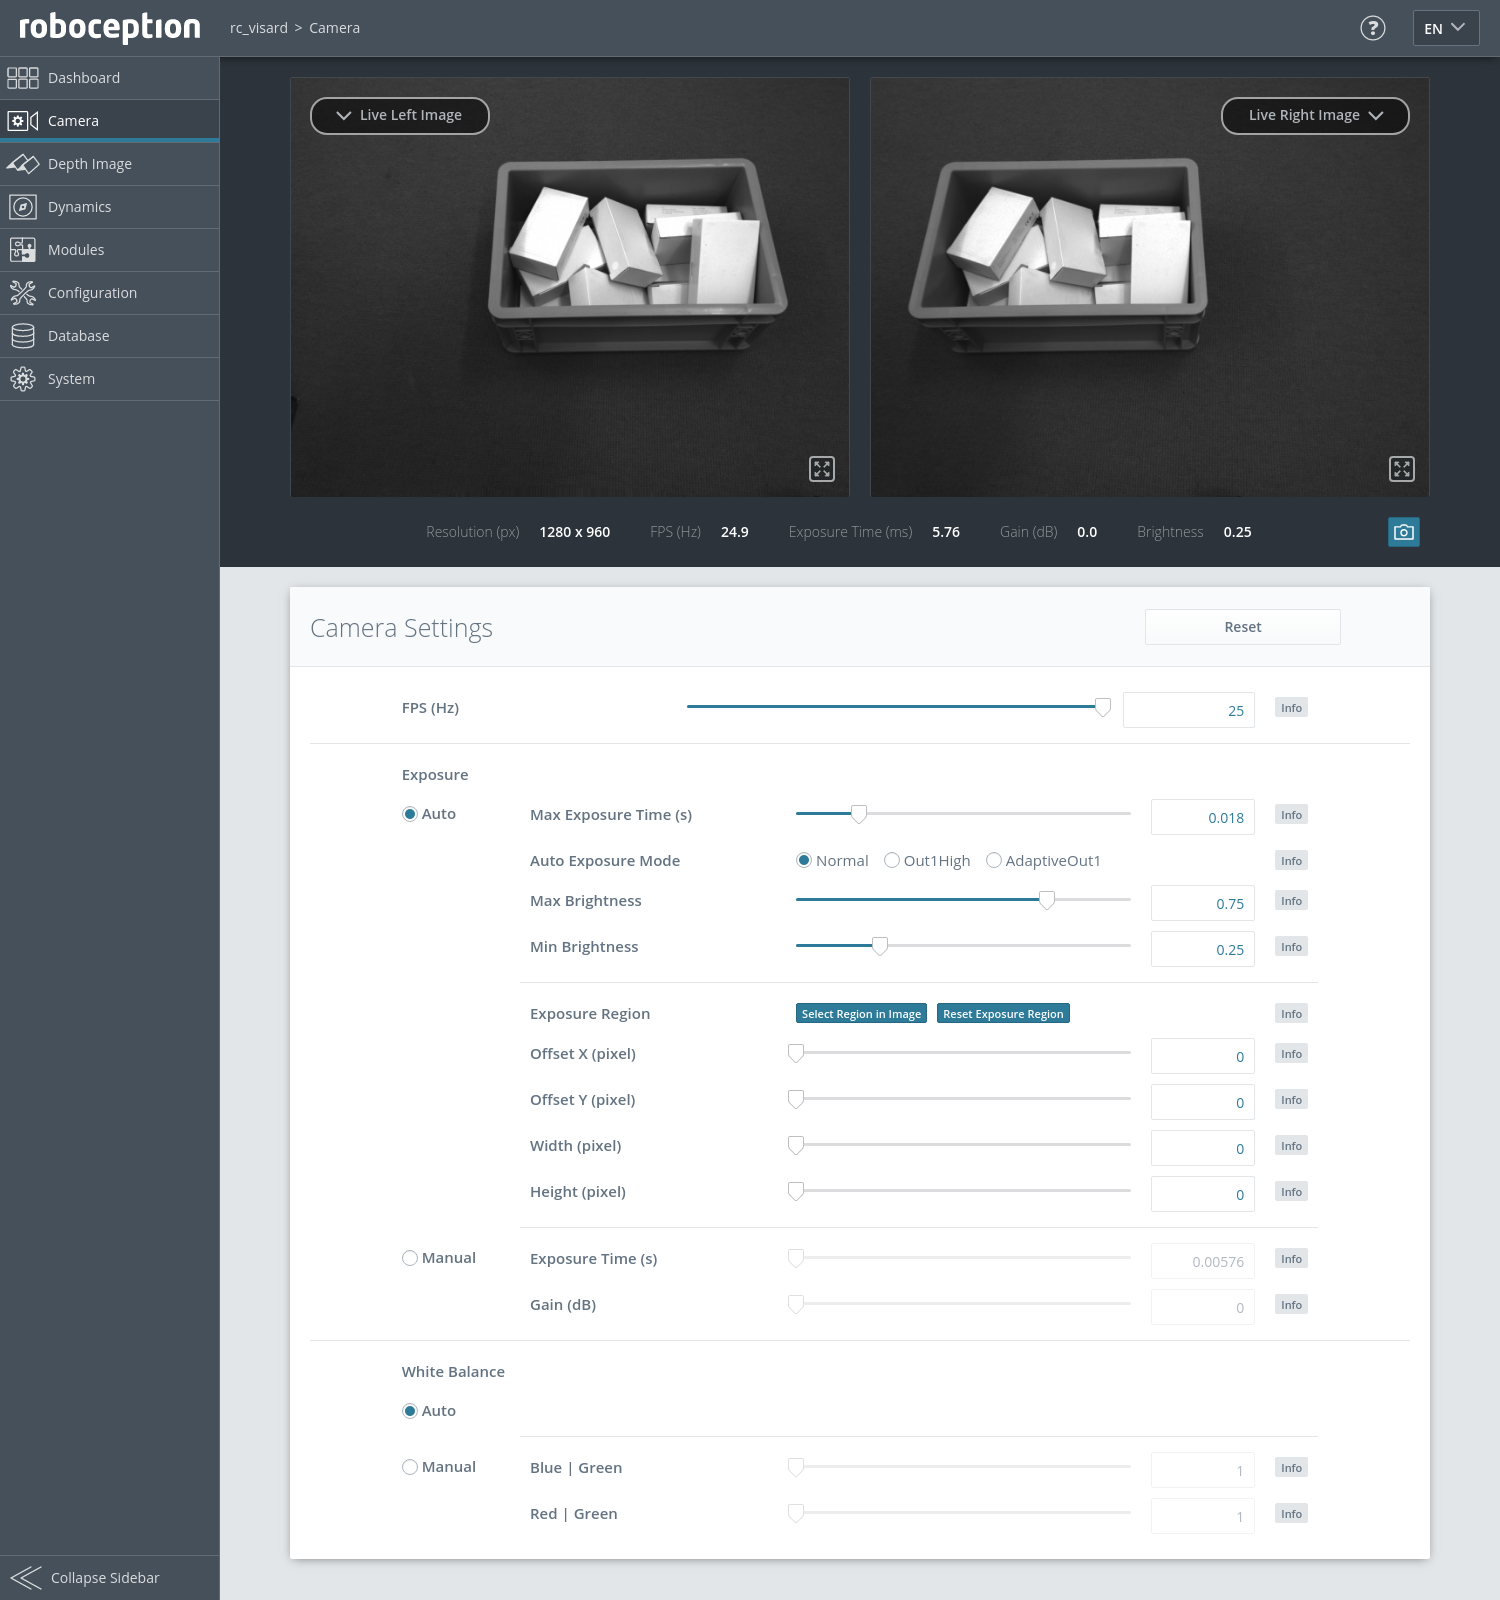 roboception
rc_visard > Camera
?
EN
Dashboard
Camera
Depth Image
Dynamics
Modules
Configuration
Database
System
Collapse Sidebar
Live Left Image
Live Right Image
Resolution (px) 1280 x 960 FPS (Hz) 24.9 Exposure Time (ms) 5.76 Gain (dB) 0.0 Brightness 0.25
Camera Settings
Reset
FPS (Hz) 25 Info
Exposure
Auto Max Exposure Time (s) 0.018 Info
Auto Exposure Mode Normal Out1High AdaptiveOut1 Info
Max Brightness 0.75 Info
Min Brightness 0.25 Info
Exposure Region Select Region in Image Reset Exposure Region Info
Offset X (pixel) 0 Info
Offset Y (pixel) 0 Info
Width (pixel) 0 Info
Height (pixel) 0 Info
Manual Exposure Time (s) 0.00576 Info
Gain (dB) 0 Info
White Balance
Auto
Manual Blue | Green 1 Info
Red | Green 1 Info